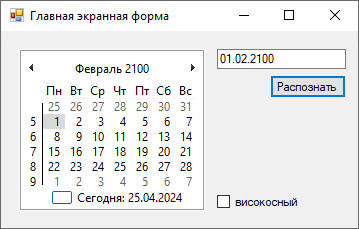 Главная экранная форма
01.02.2100
Февраль 2100
Распознать
Пн Вт Ср Чт Пт Сб Вс
25 26 27 28 29 30 31
5 1 2 3 4 5 6 7
6 8 9 10 11 12 13 14
7 15 16 17 18 19 20 21
8 22 23 24 25 26 27 28
9 1 2 3 4 5 6 7
Сегодня: 25.04.2024
високосный